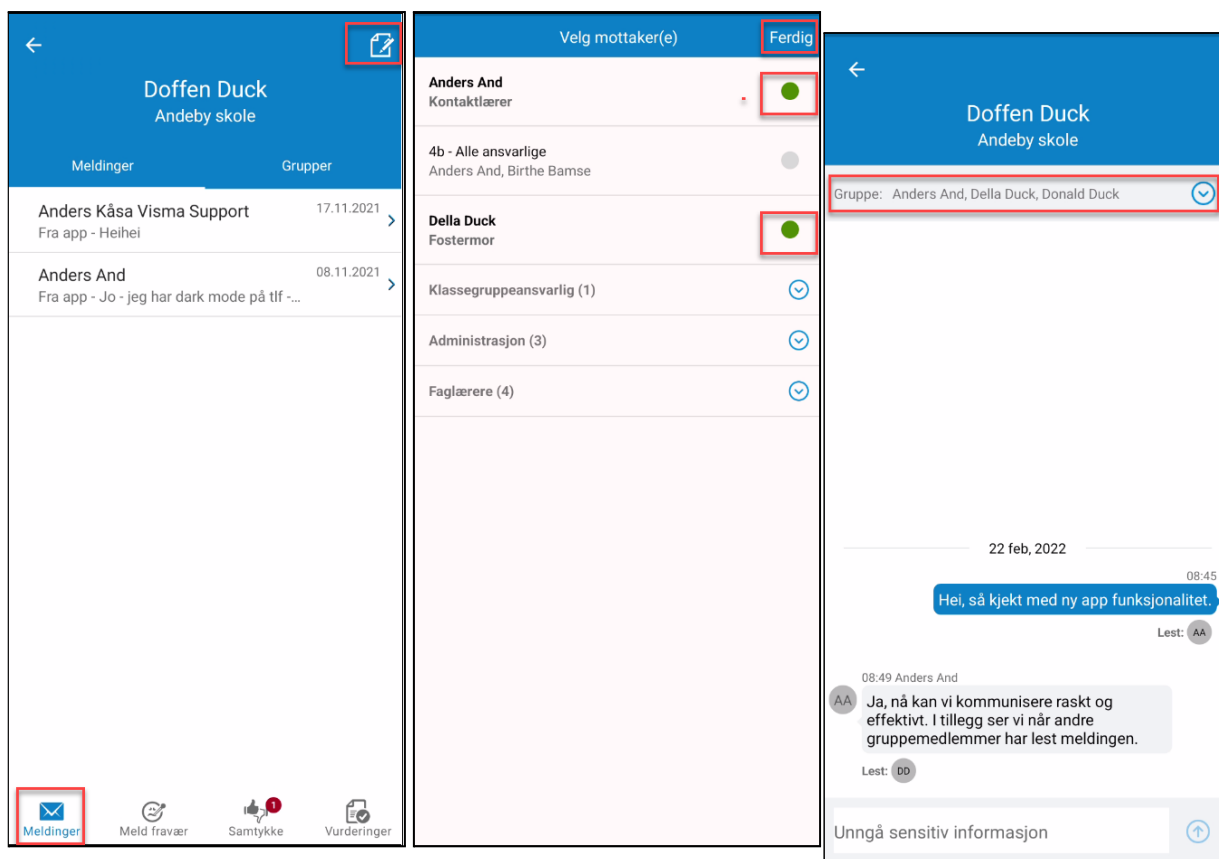 Doffen Duck
Andeby skole
Meldinger
Grupper
Anders Kåsa Visma Support
17.11.2021
Fra app - Heihei
Anders And
08.11.2021
Fra app - Jo - jeg har dark mode på tlf -...
Meldinger
Meld fravær
1
Samtykke
Vurderinger
Velg mottaker(e)
Ferdig
Anders And
Kontaktlærer
4b - Alle ansvarlige
Anders And, Birthe Bamse
Della Duck
Fostermor
Klassegruppeansvarlig (1)
Administrasjon (3)
Faglærere (4)
Doffen Duck
Andeby skole
Gruppe: Anders And, Della Duck, Donald Duck
22 feb, 2022
08:45
Hei, så kjekt med ny app funksjonalitet.
Lest: AA
08:49 Anders And
AA
Ja, nå kan vi kommunisere raskt og
effektivt. I tillegg ser vi når andre
gruppemedlemmer har lest meldingen.
Lest: DD
Unngå sensitiv informasjon